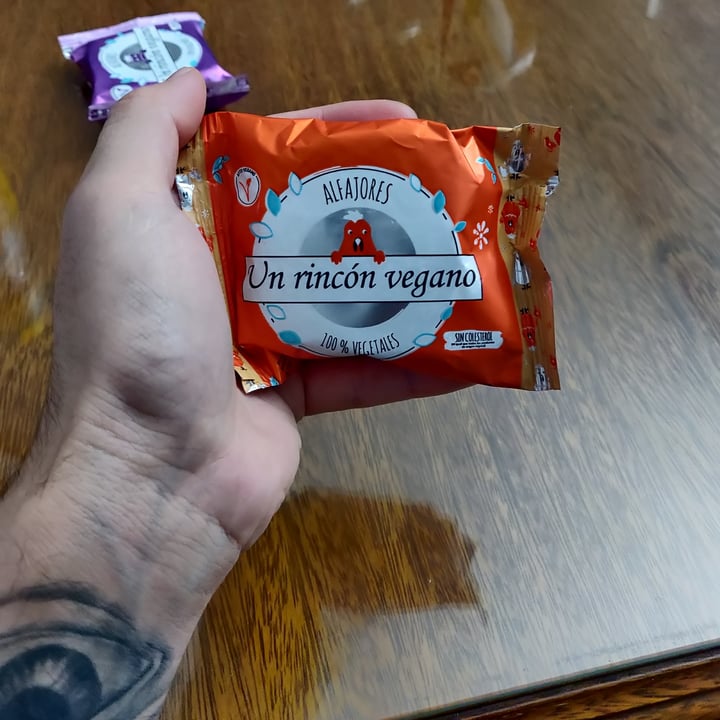 ALFAJORES
Un rincón vegano
100 % VEGETALES
SIN COLESTEROL